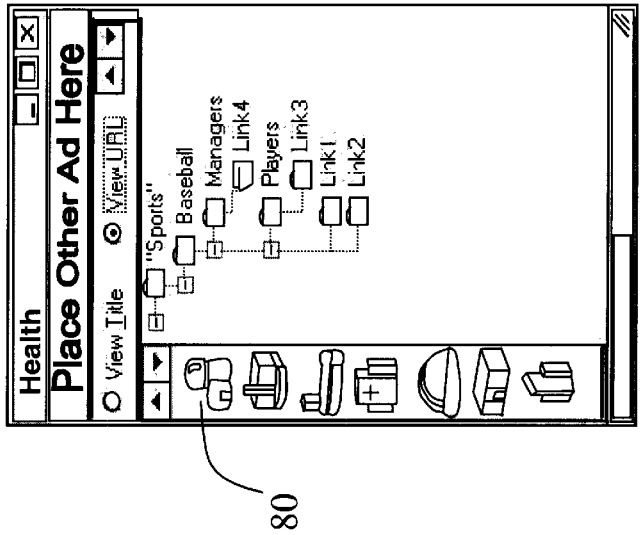 Health
Place Other Ad Here
View Title View URL
"Sports"
Baseball
Managers
Link4
Players
Link3
Link1
Link2
80